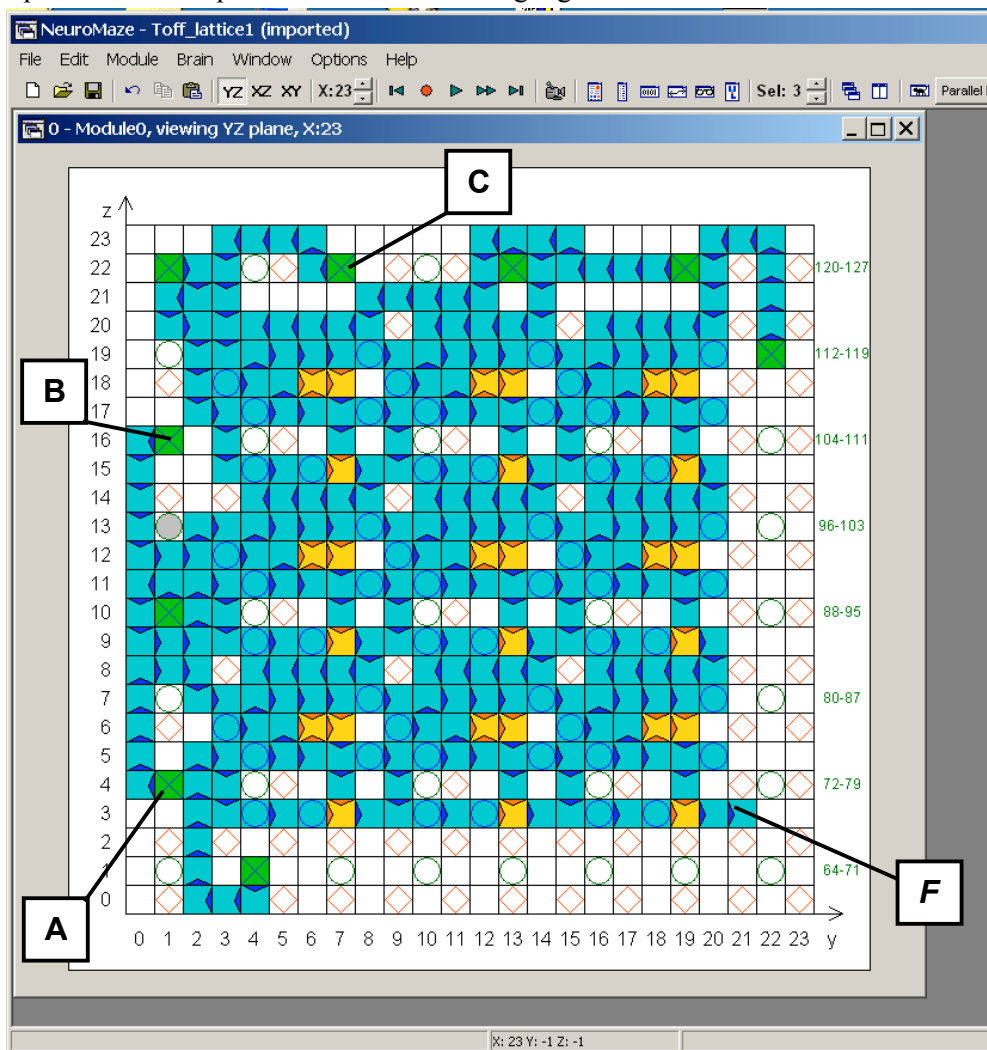 NeuroMaze - Toff_lattice1 (imported)
File Edit Module Brain Window Options Help
YZ XZ XY X:23 Sel: 3 Parallel
0 - Module0, viewing YZ plane, X:23
C
z
23
22 120-127
21
20
19 112-119
B
18
17
16 104-111
15
14
13 96-103
12
11
10 88-95
9
8
7 80-87
6
5
4 72-79
3
2
1 64-71
F
0
A
0 1 2 3 4 5 6 7 8 9 10 11 12 13 14 15 16 17 18 19 20 21 22 23 y
X: 23 Y: -1 Z: -1